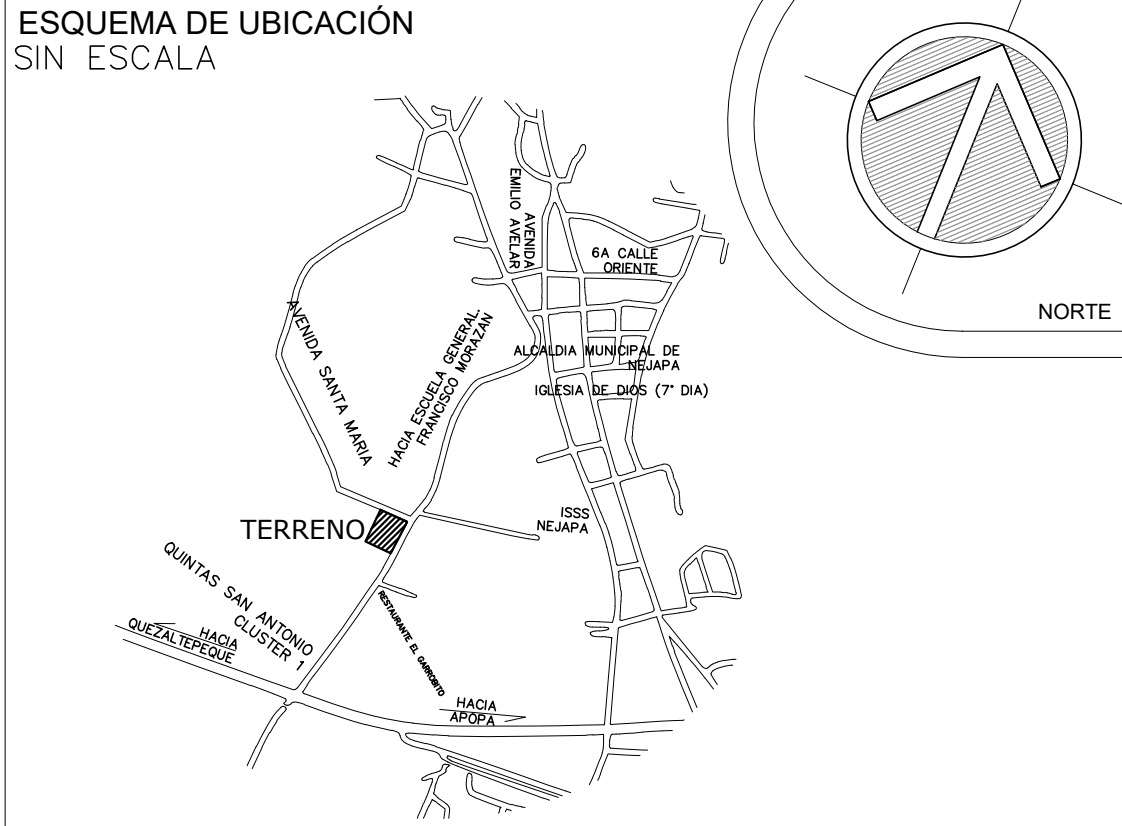 ESQUEMA DE UBICACIÓN
SIN ESCALA
NORTE
AVENIDA
EMILIO AVELAR
6A CALLE
ORIENTE
AVENIDA SANTA MARIA
HACIA ESCUELA GENERAL
FRANCISCO MORAZAN
ALCALDIA MUNICIPAL DE
NEJAPA
IGLESIA DE DIOS (7° DIA)
ISSS
NEJAPA
TERRENO
QUINTAS SAN ANTONIO
CLUSTER 1
HACIA
QUEZALTEPEQUE
RESTAURANTE EL GARROBITO
HACIA
APOPA